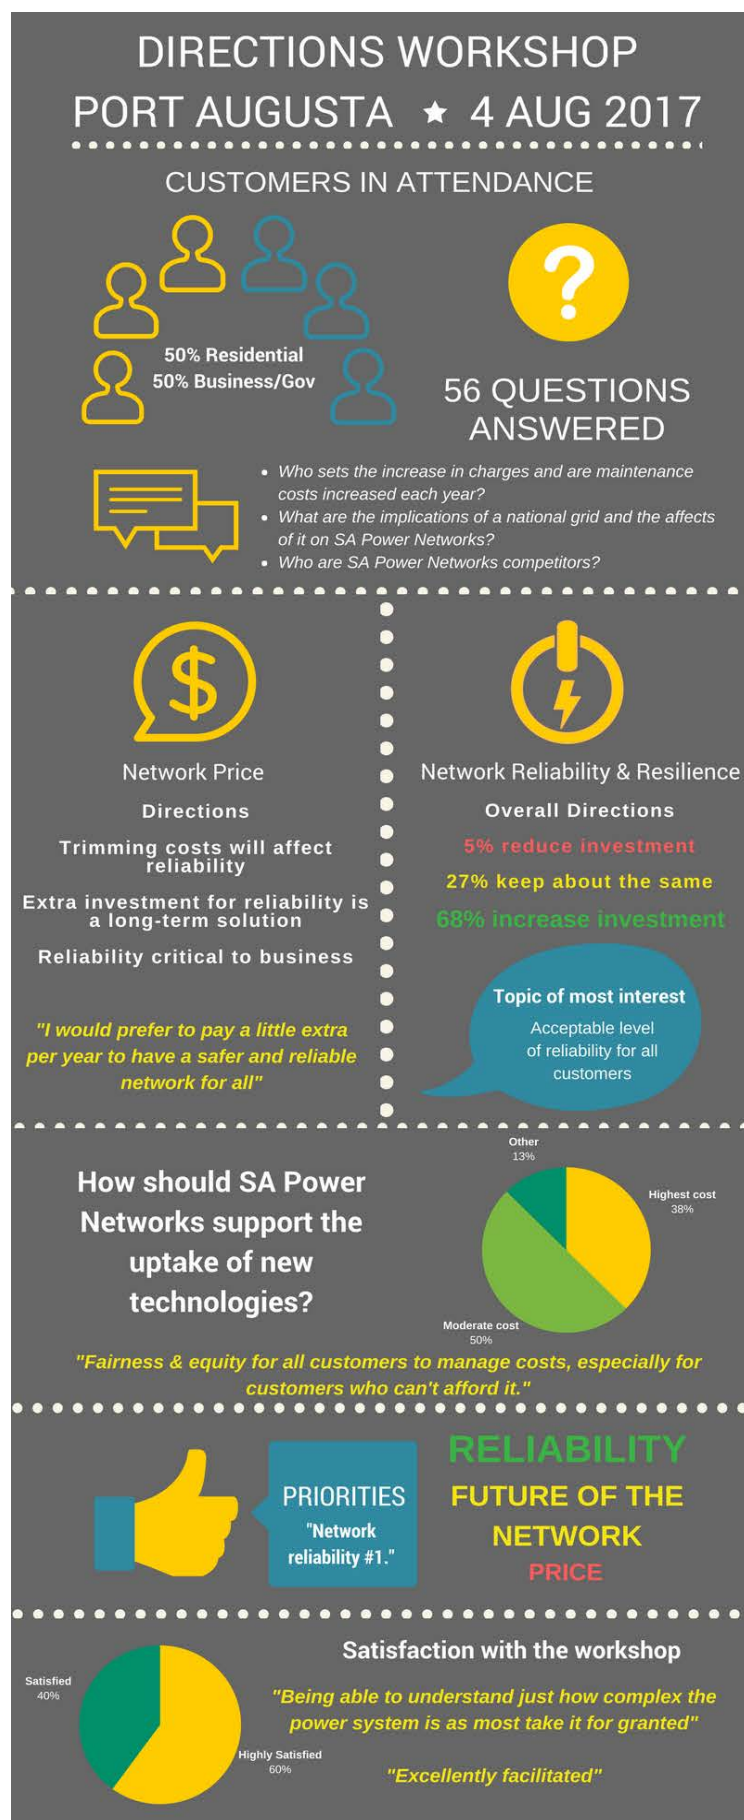 DIRECTIONS WORKSHOP
PORT AUGUSTA ★ 4 AUG 2017
CUSTOMERS IN ATTENDANCE
50% Residential
50% Business/Gov
?
56 QUESTIONS
ANSWERED
• Who sets the increase in charges and are maintenance
costs increased each year?
• What are the implications of a national grid and the affects
of it on SA Power Networks?
• Who are SA Power Networks competitors?
$
Network Price
Directions
Trimming costs will affect
reliability
Extra investment for reliability is
a long-term solution
Reliability critical to business
"I would prefer to pay a little extra
per year to have a safer and reliable
network for all"
Network Reliability & Resilience
Overall Directions
5% reduce investment
27% keep about the same
68% increase investment
Topic of most interest
Acceptable level
of reliability for all
customers
How should SA Power
Networks support the
uptake of new
technologies?
Other
13%
Highest cost
38%
Moderate cost
50%
"Fairness & equity for all customers to manage costs, especially for
customers who can't afford it."
PRIORITIES
"Network
reliability #1."
RELIABILITY
FUTURE OF THE
NETWORK
PRICE
Satisfied
40%
Highly Satisfied
60%
Satisfaction with the workshop
"Being able to understand just how complex the
power system is as most take it for granted"
"Excellently facilitated"